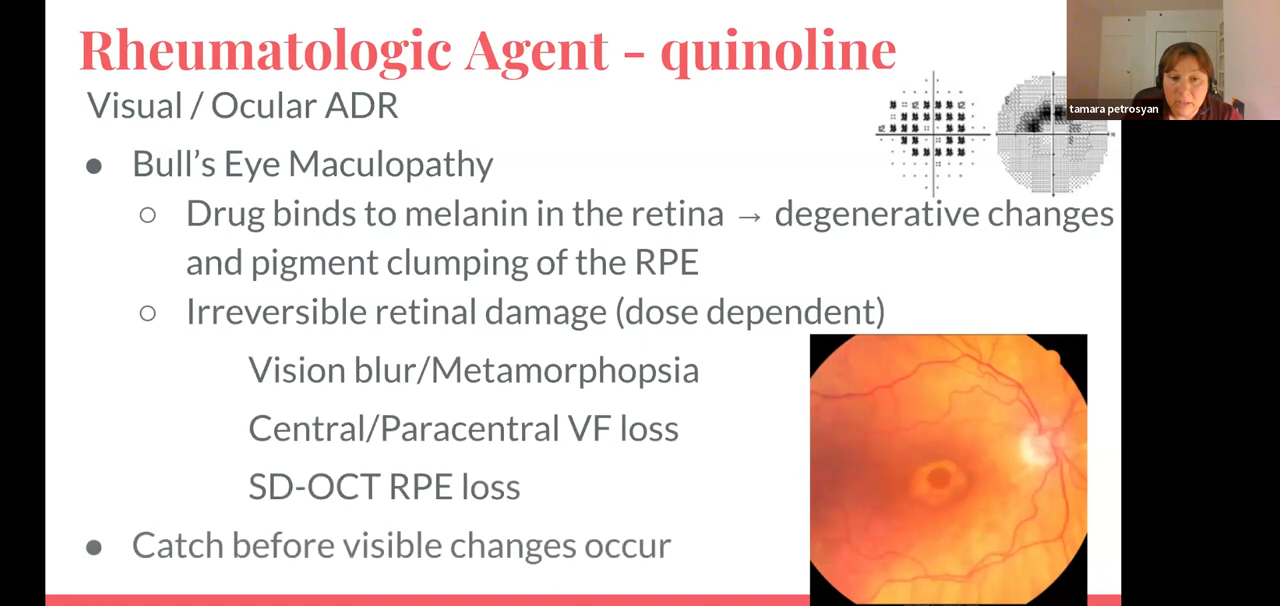 Rheumatologic Agent - quinoline
tamara petrosyan
Visual / Ocular ADR
● Bull’s Eye Maculopathy
○ Drug binds to melanin in the retina → degenerative changes
and pigment clumping of the RPE
○ Irreversible retinal damage (dose dependent)
Vision blur/Metamorphopsia
Central/Paracentral VF loss
SD-OCT RPE loss
● Catch before visible changes occur